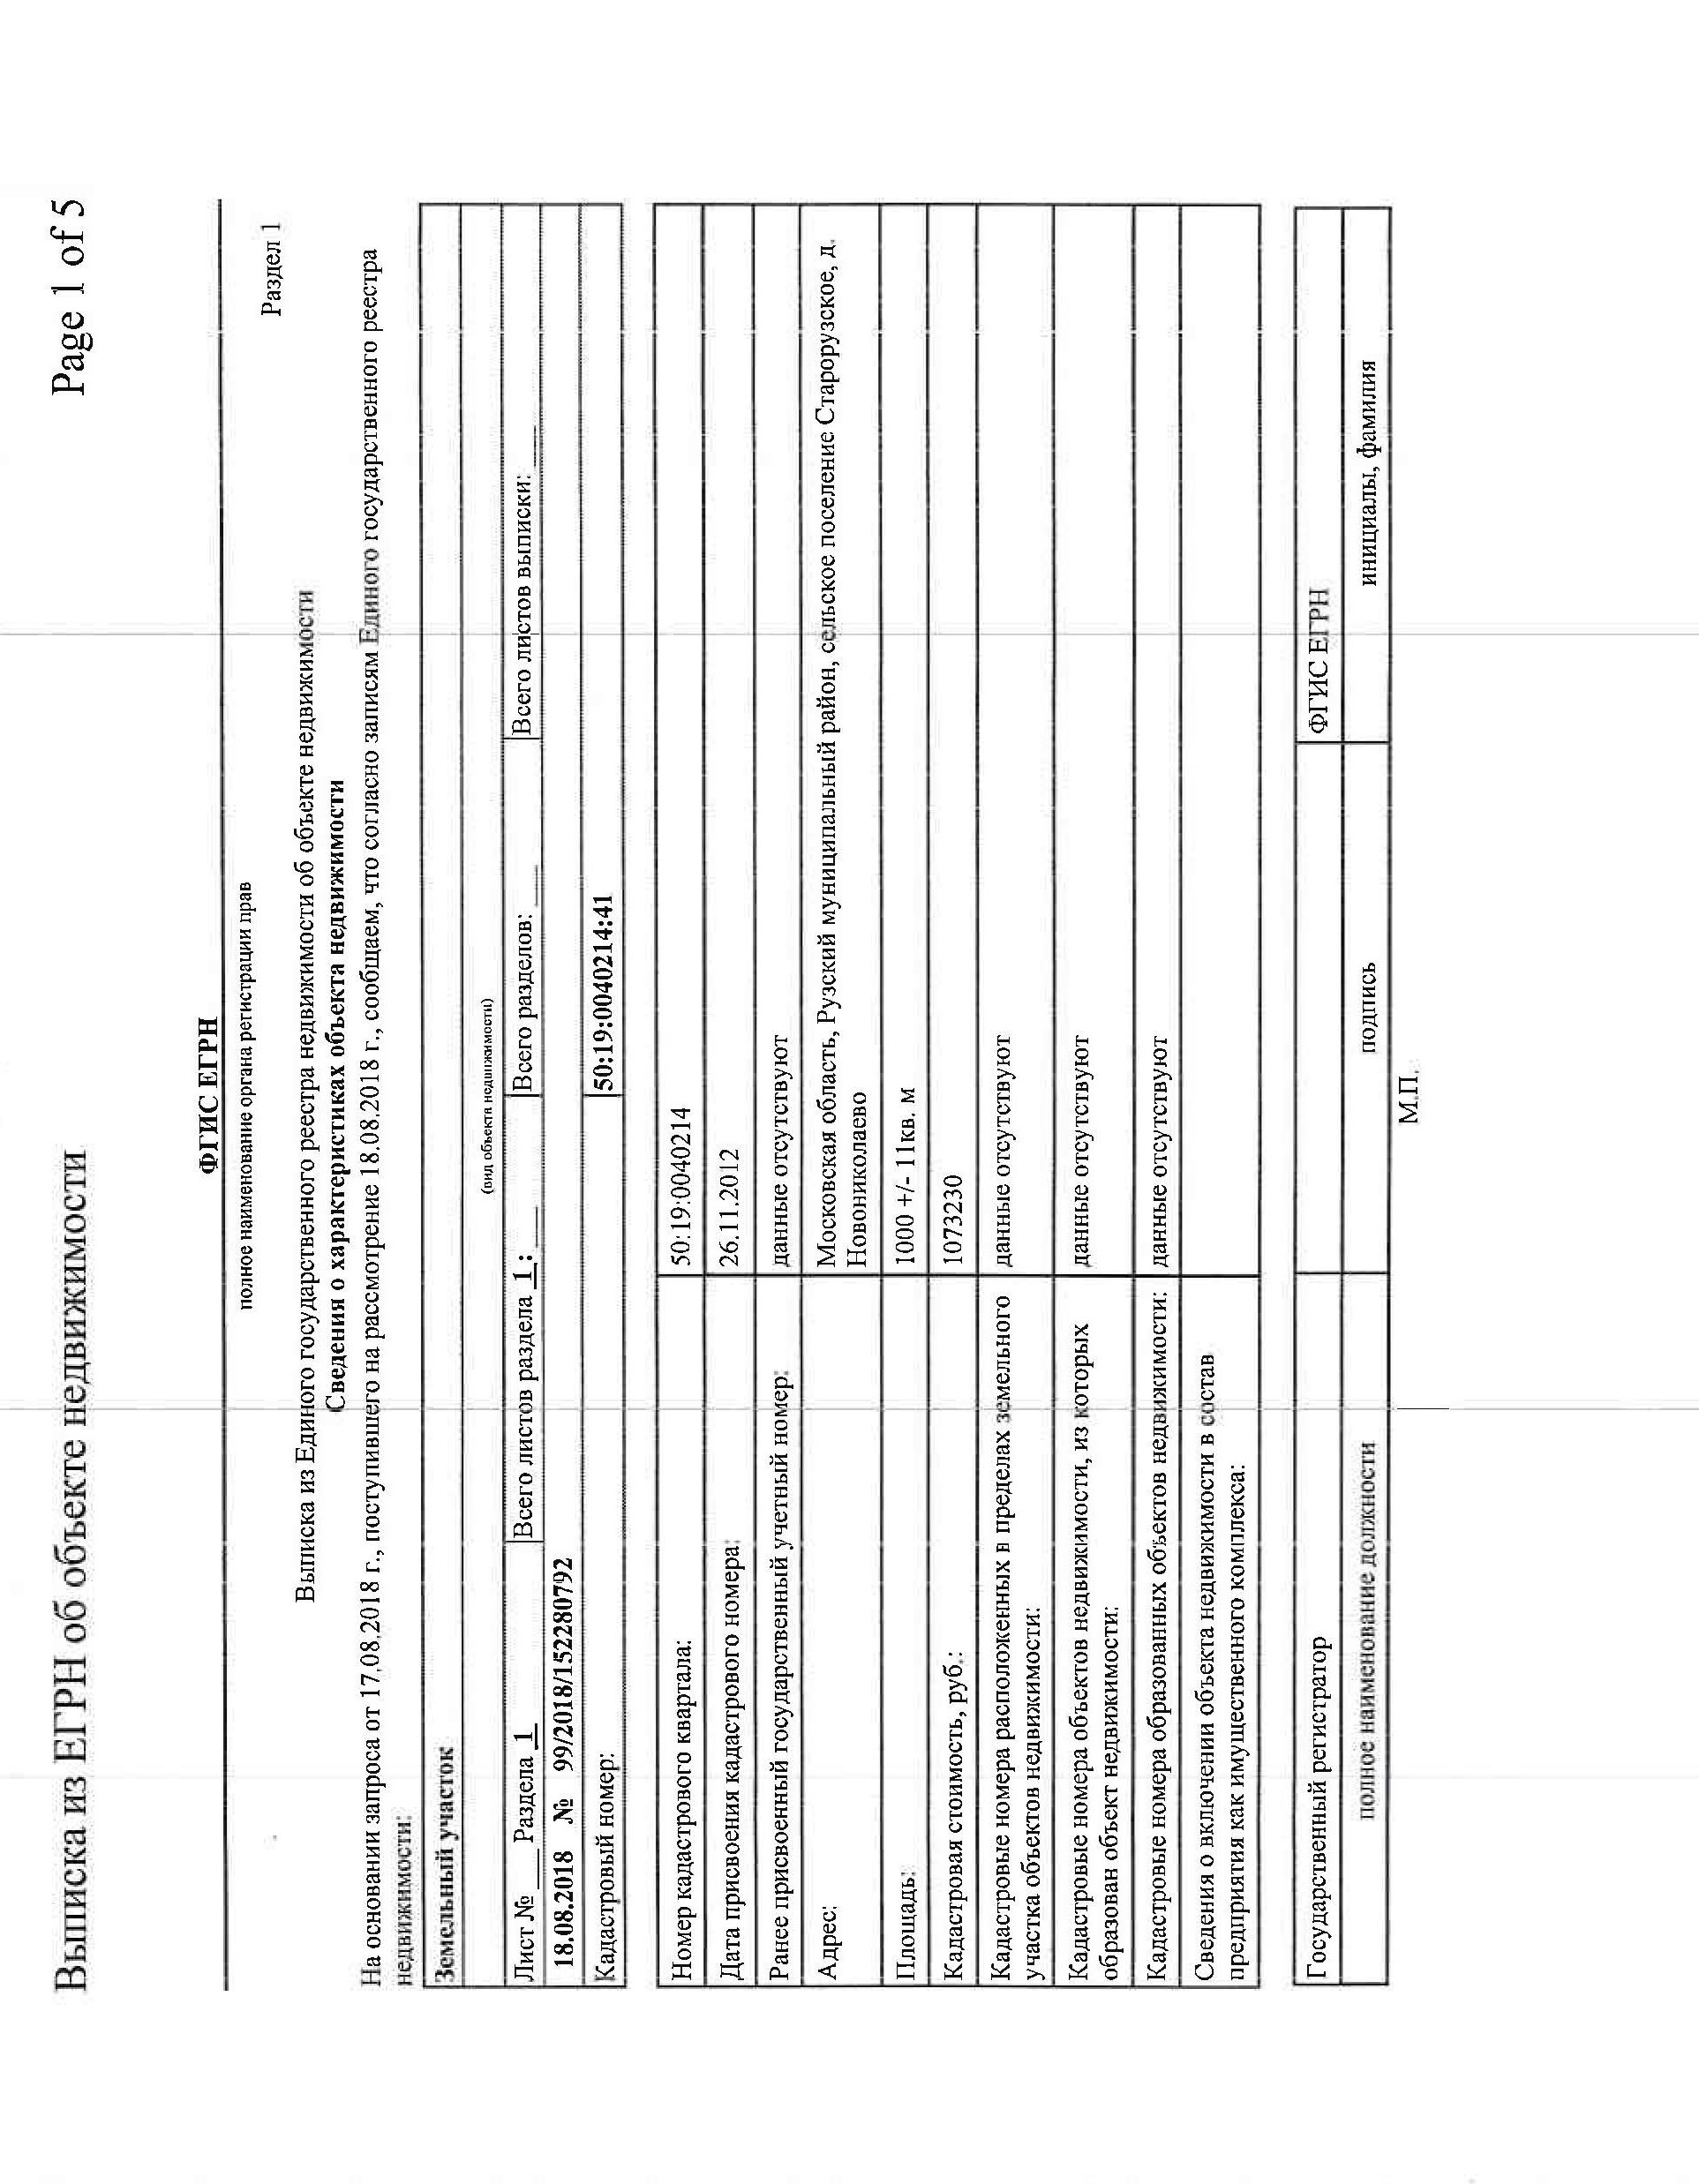 Выписка из ЕГРН об объекте недвижимости
Page 1 of 5
ФГИС ЕГРН
полное наименование органа регистрации прав
Раздел 1
Выписка из Единого государственного реестра недвижимости об объекте недвижимости
Сведения о характеристиках объекта недвижимости
На основании запроса от 17.08.2018 г., поступившего на рассмотрение 18.08.2018 г., сообщаем, что согласно записям Единого государственного реестра
недвижимости:
Земельный участок
(вид объекта недвижимости)
Лист № ___ Раздела 1
Всего листов раздела 1 : ___
Всего разделов: ___
Всего листов выписки: ___
18.08.2018 № 99/2018/152280792
Кадастровый номер:
50:19:0040214:41
Номер кадастрового квартала:
50:19:0040214
Дата присвоения кадастрового номера:
26.11.2012
Ранее присвоенный государственный учетный номер:
данные отсутствуют
Адрес:
Московская область, Рузский муниципальный район, сельское поселение Старорузское, д.
Новониколаево
Площадь:
1000 +/- 11кв. м
Кадастровая стоимость, руб.:
1073230
Кадастровые номера расположенных в пределах земельного
участка объектов недвижимости:
данные отсутствуют
Кадастровые номера объектов недвижимости, из которых
образован объект недвижимости:
данные отсутствуют
Кадастровые номера образованных объектов недвижимости:
данные отсутствуют
Сведения о включении объекта недвижимости в состав
предприятия как имущественного комплекса:
Государственный регистратор
ФГИС ЕГРН
полное наименование должности
подпись
инициалы, фамилия
М.П.